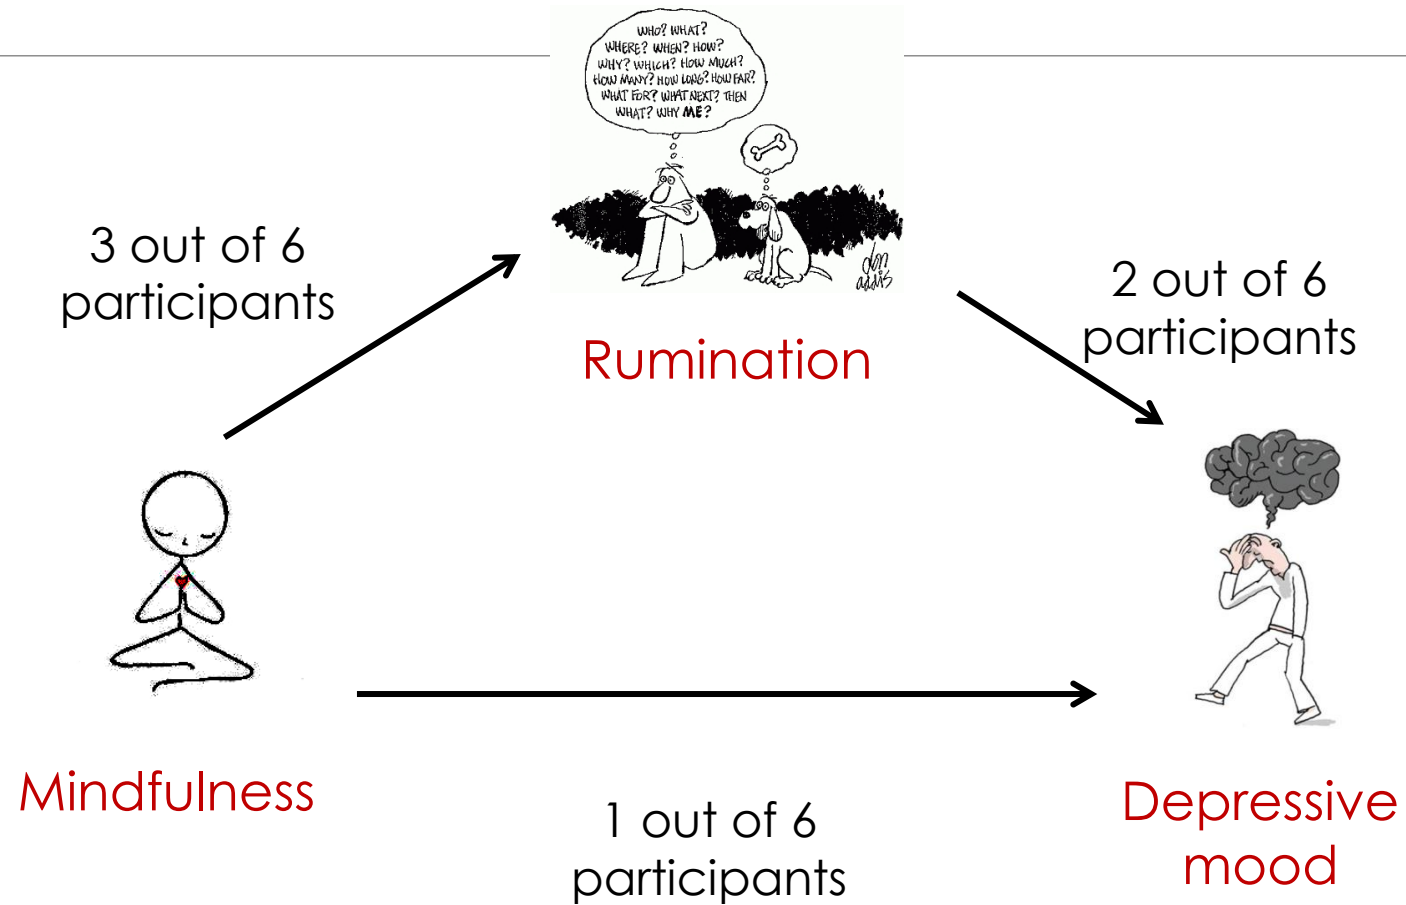 WHO? WHAT?
WHERE? WHEN? HOW?
WHY? WHICH? HOW MUCH?
HOW MANY? HOW LONG? HOW FAR?
WHAT FOR? WHAT NEXT? THEN
WHAT? WHY ME?
don
addis
3 out of 6
participants
Rumination
2 out of 6
participants
Mindfulness
1 out of 6
participants
Depressive
mood